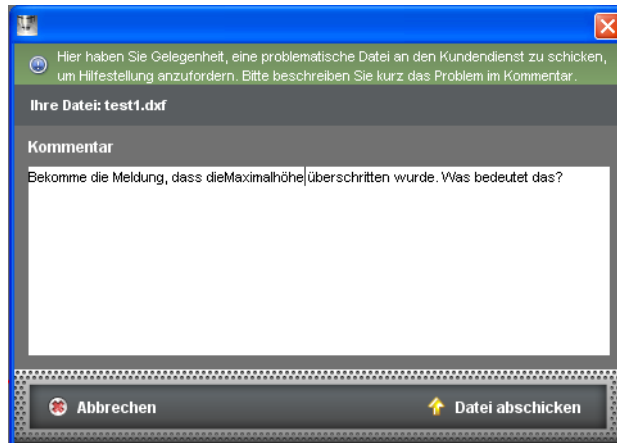 Hier haben Sie Gelegenheit, eine problematische Datei an den Kundendienst zu schicken,
um Hilfestellung anzufordern. Bitte beschreiben Sie kurz das Problem im Kommentar.
Ihre Datei: test1.dxf
Kommentar
Bekomme die Meldung, dass dieMaximalhöhe überschritten wurde. Was bedeutet das?
Abbrechen
Datei abschicken